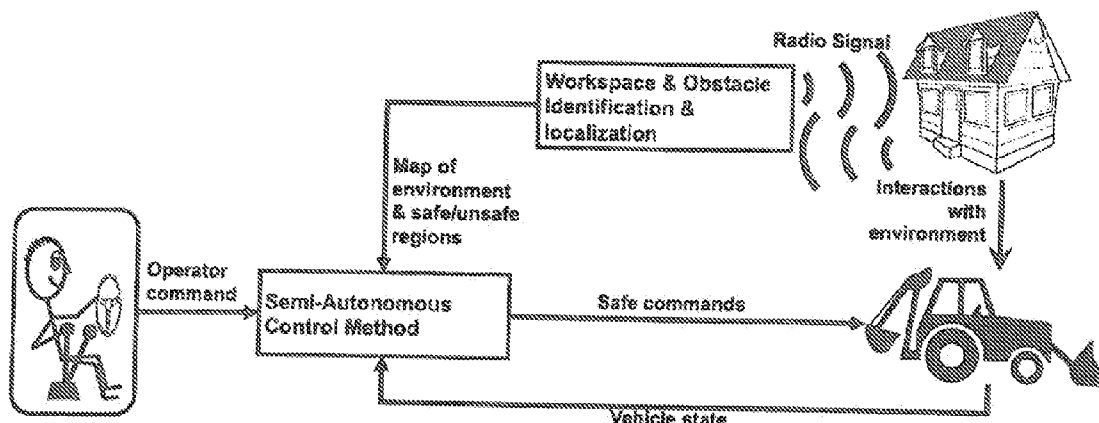 Radio Signal
Workspace & Obstacle
Identification &
localization
Map of
environment
& safe/unsafe
regions
Interactions
with
environment
Operator
command
Semi-Autonomous
Control Method
Safe commands
Vehicle state